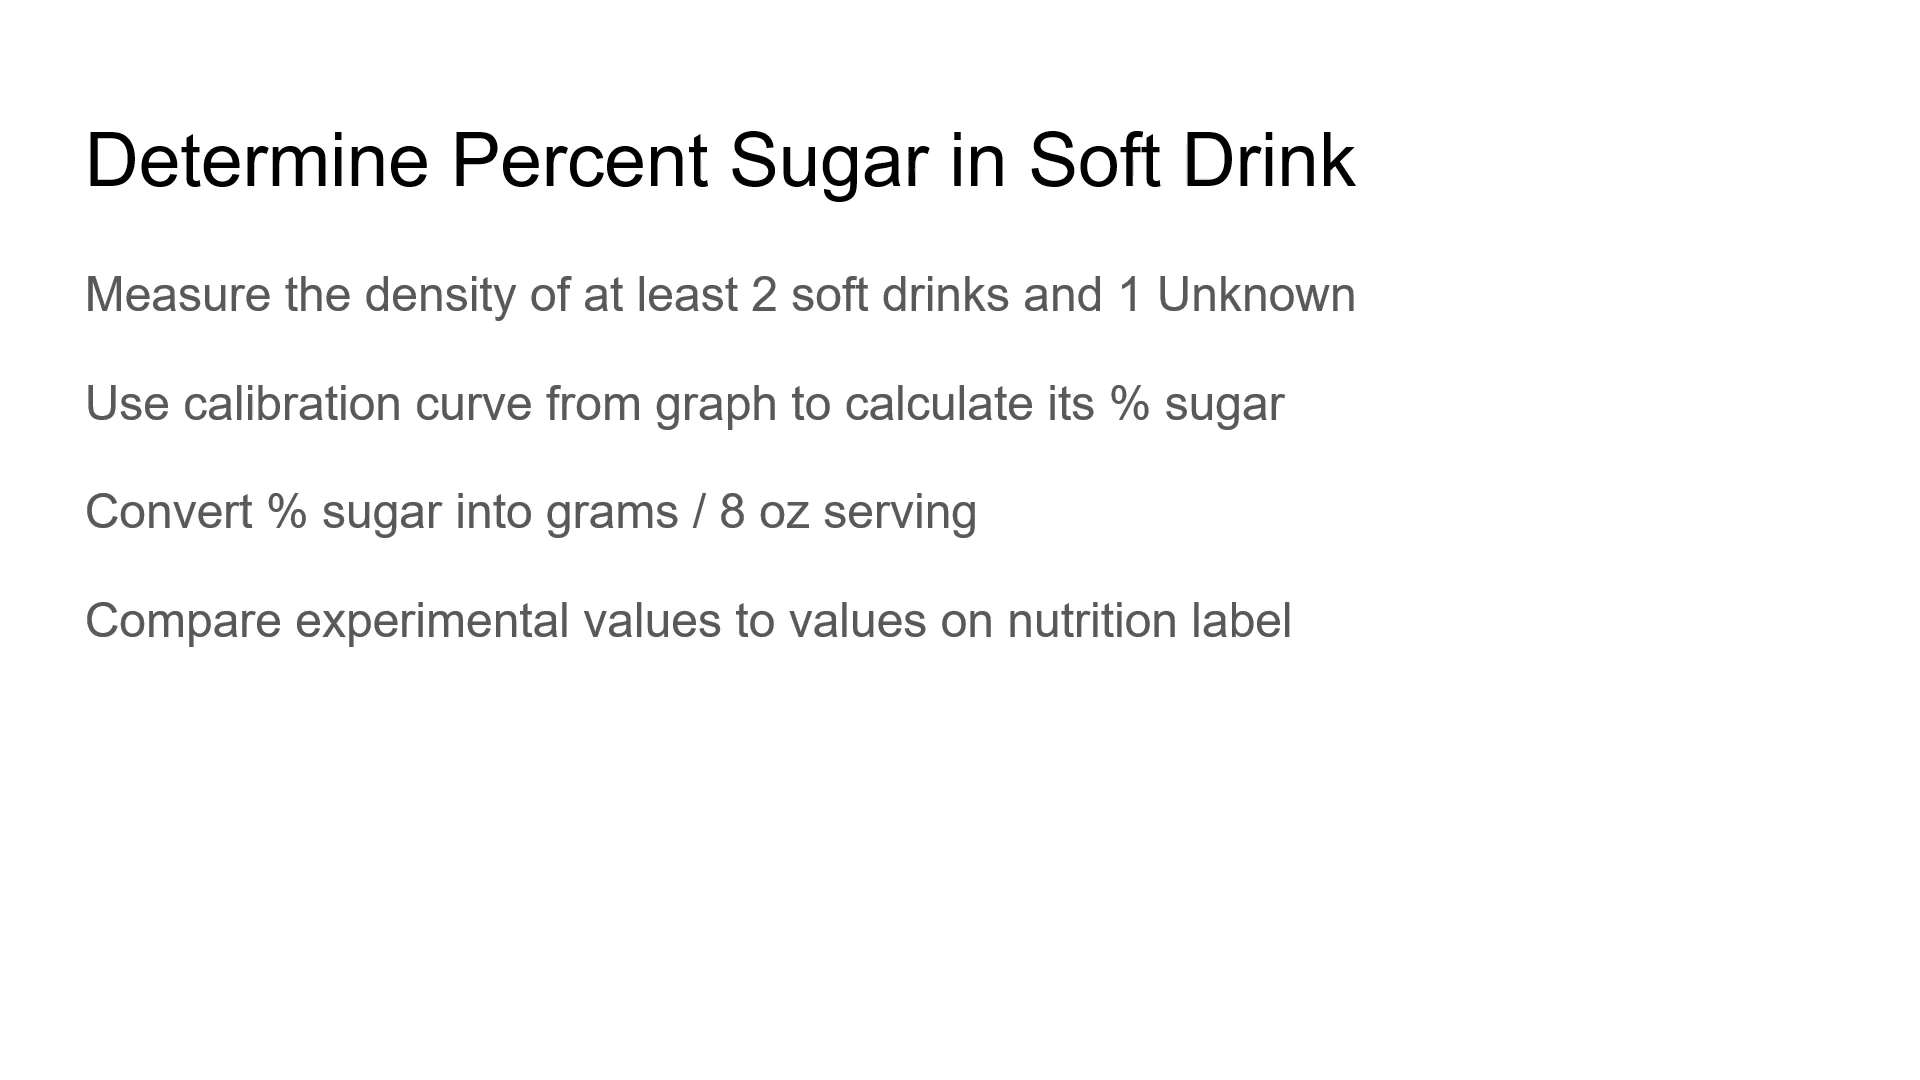 Determine Percent Sugar in Soft Drink
Measure the density of at least 2 soft drinks and 1 Unknown
Use calibration curve from graph to calculate its % sugar
Convert % sugar into grams / 8 oz serving
Compare experimental values to values on nutrition label